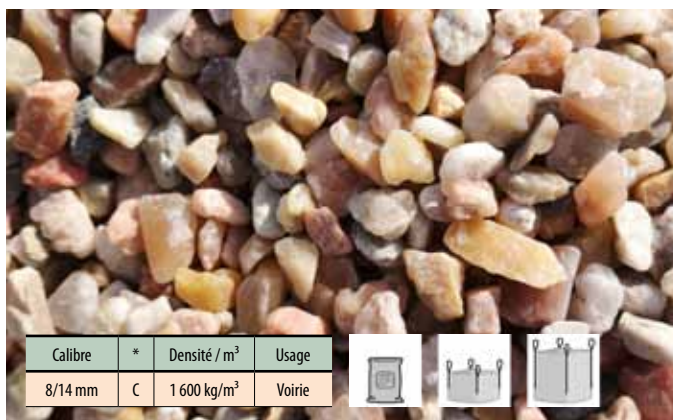 Calibre * Densité / m³ Usage
8/14 mm C 1 600 kg/m³ Voirie